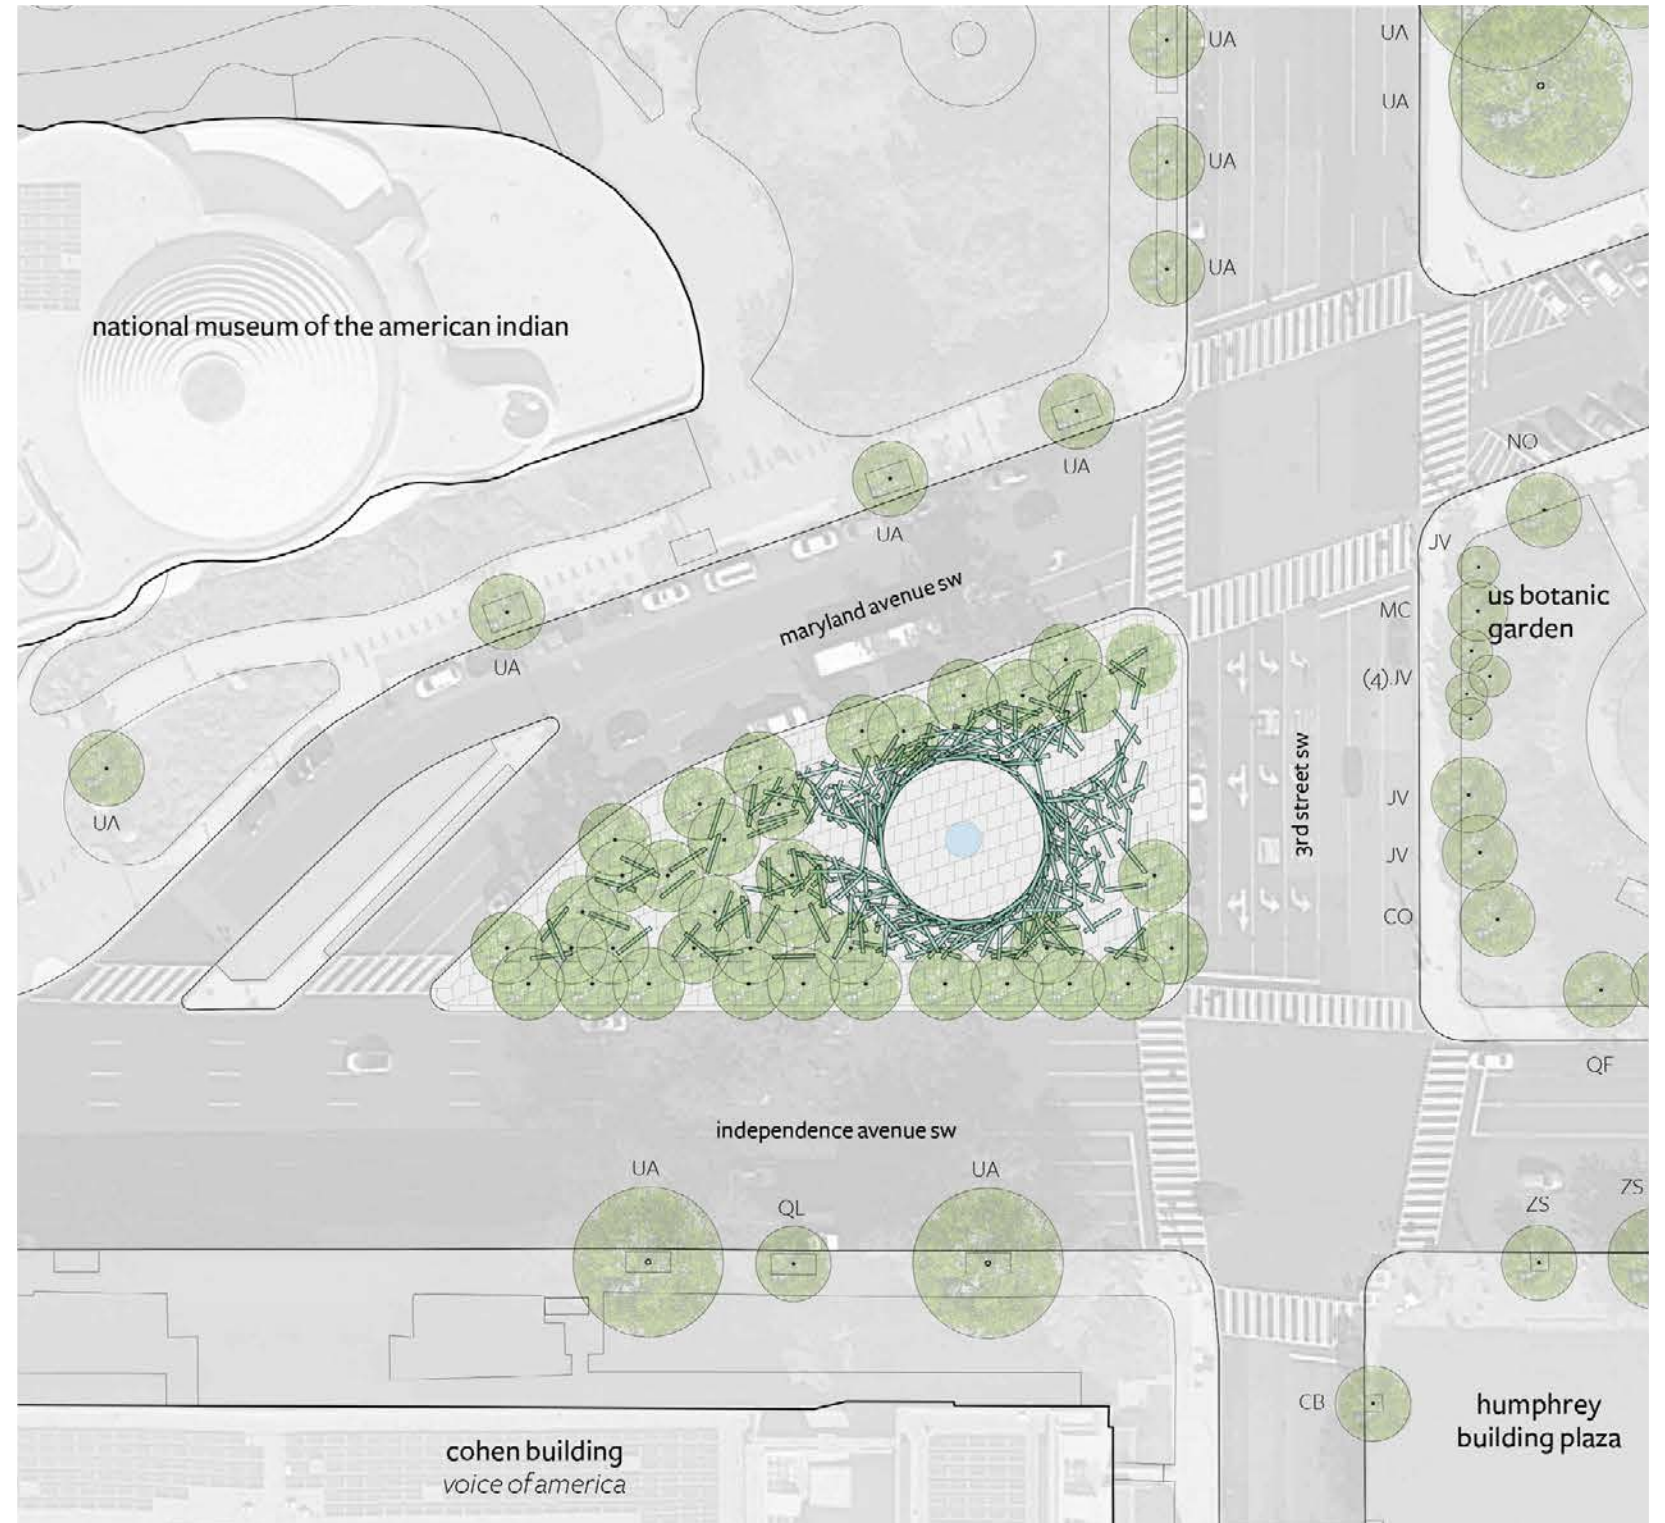 UA
UA
UA
UA
UA
national museum of the american indian
NO
UA
UA
JV
us botanic
garden
maryland avenue sw
MC
UA
(4) JV
3rd street sw
JV
UA
JV
CO
QF
independence avenue sw
UA
UA
QL
ZS
ZS
CB
humphrey
building plaza
cohen building
voice of america